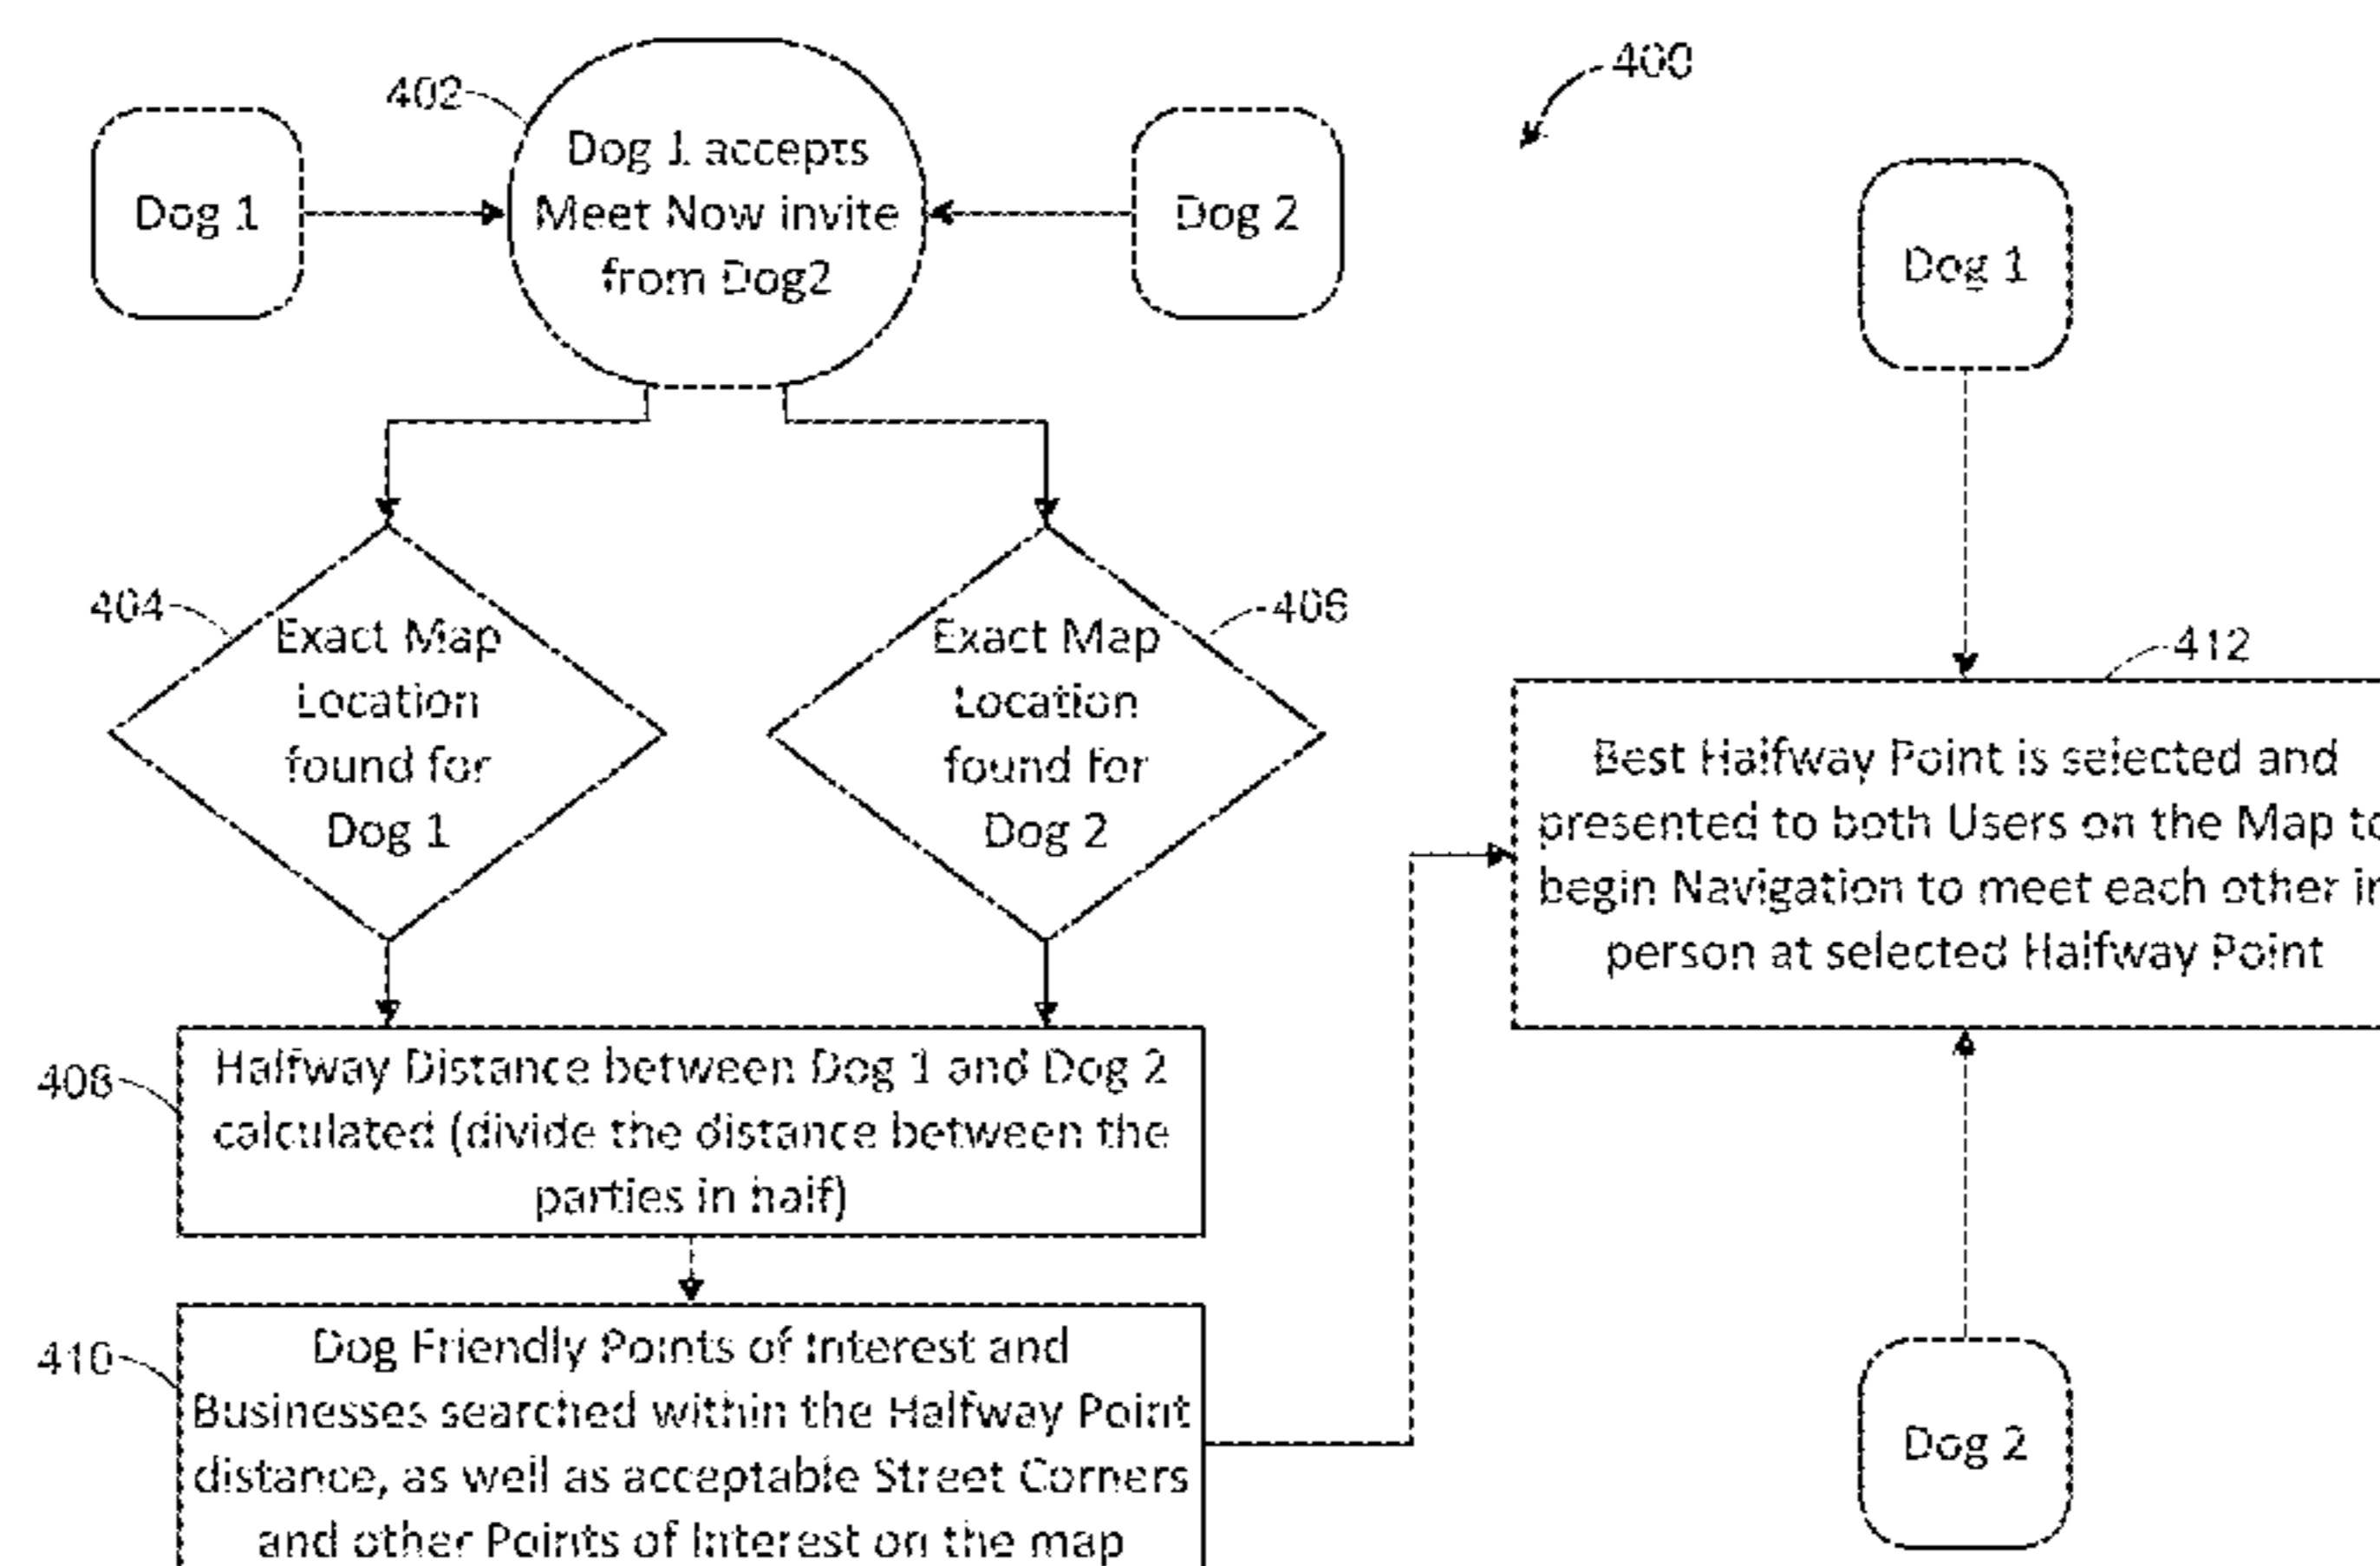 400
402
Dog 1
Dog 1 accepts
Meet Now invite
from Dog2
Dog 2
404
Exact Map
Location
found for
Dog 1
406
Exact Map
Location
found for
Dog 2
408
Halfway Distance between Dog 1 and Dog 2
calculated (divide the distance between the
parties in half)
410
Dog Friendly Points of Interest and
Businesses searched within the Halfway Point
distance, as well as acceptable Street Corners
and other Points of Interest on the map
Dog 1
412
Best Halfway Point is selected and
presented to both Users on the Map to
begin Navigation to meet each other in
person at selected Halfway Point
Dog 2